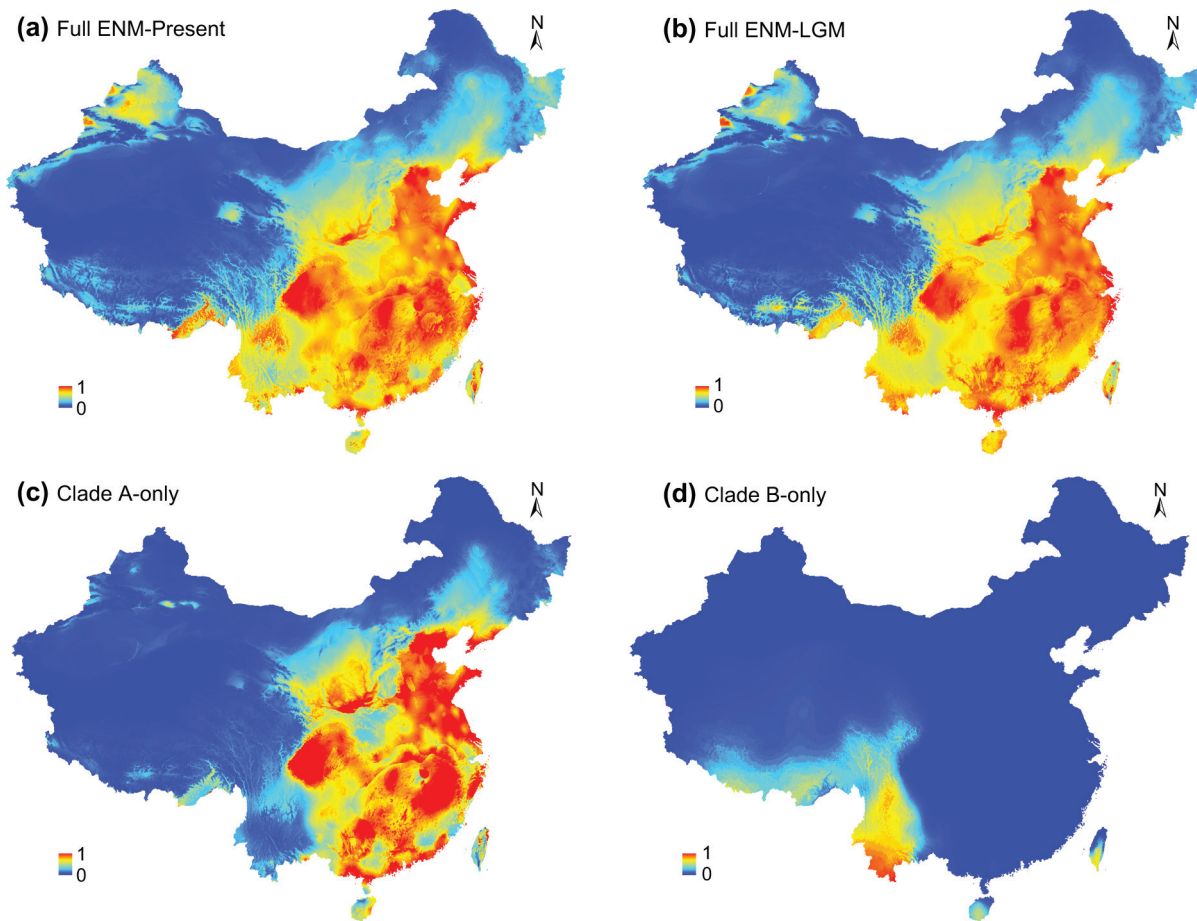 (a) Full ENM-Present
N
1
0
(b) Full ENM-LGM
N
1
0
(c) Clade A-only
N
1
0
(d) Clade B-only
N
1
0